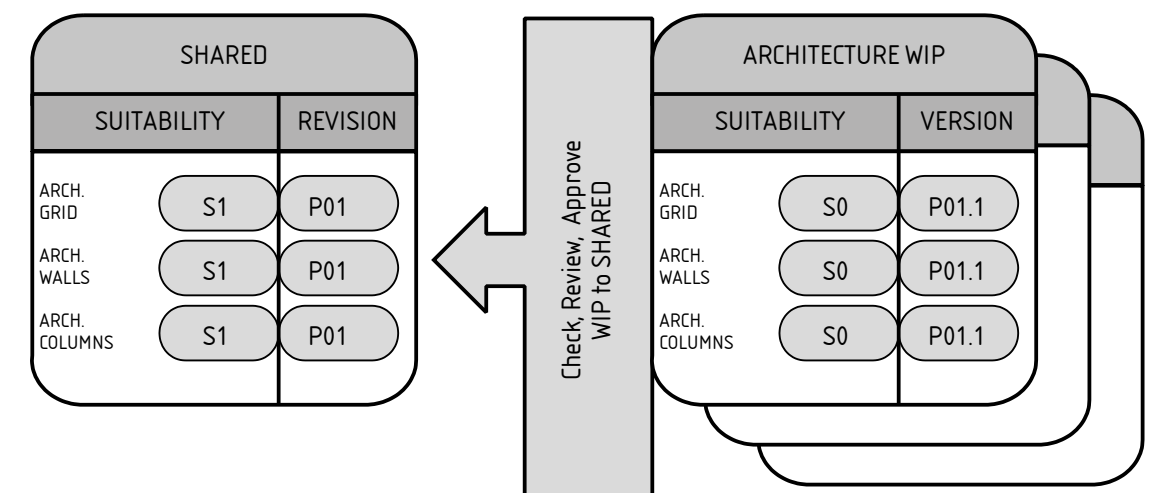 SHARED
SUITABILITY REVISION
ARCH.
GRID
S1 P01
ARCH.
WALLS
S1 P01
ARCH.
COLUMNS
S1 P01
Check, Review, Approve
WIP to SHARED
ARCHITECTURE WIP
SUITABILITY VERSION
ARCH.
GRID
S0 P01.1
ARCH.
WALLS
S0 P01.1
ARCH.
COLUMNS
S0 P01.1